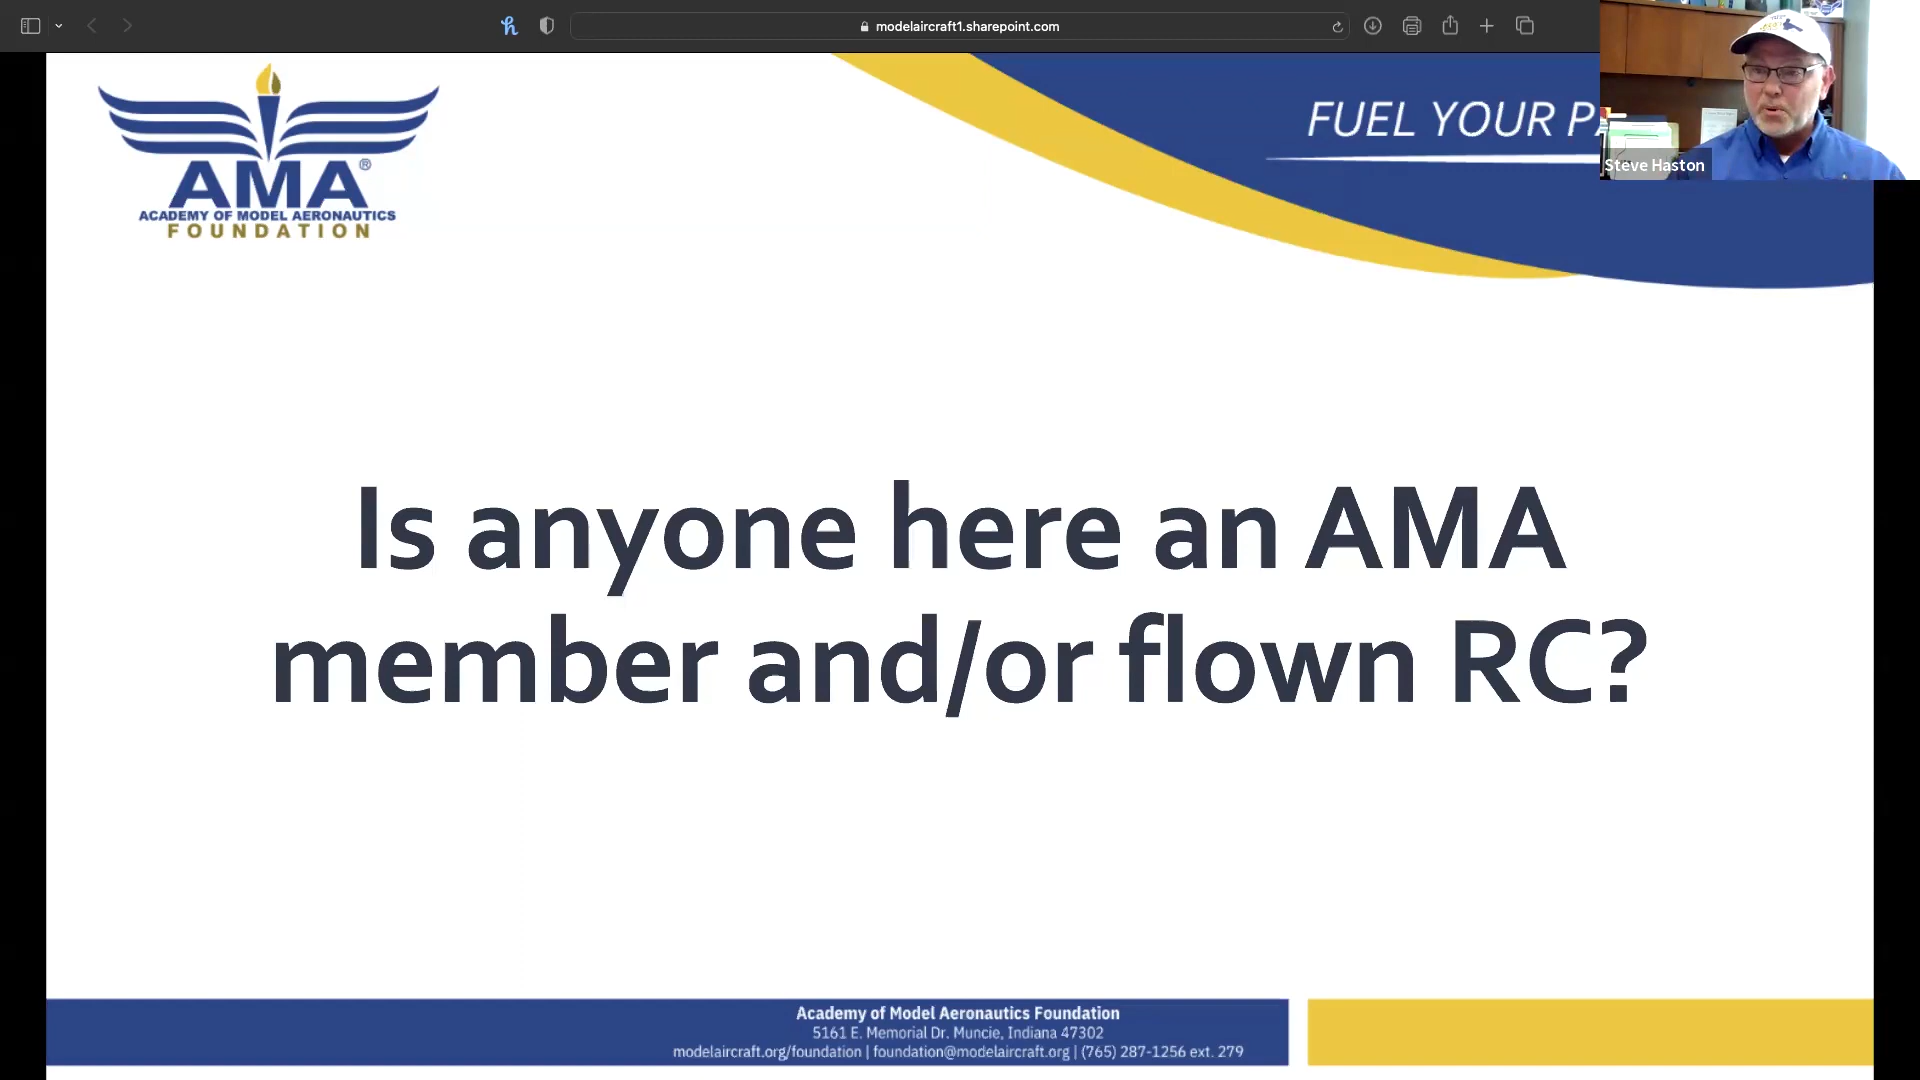 modelaircraft1.sharepoint.com
FUEL YOUR
Steve Haston
AMA®
ACADEMY OF MODEL AERONAUTICS
FOUNDATION
Is anyone here an AMA
member and/or flown RC?
Academy of Model Aeronautics Foundation
5161 E. Memorial Dr. Muncie, Indiana 47302
modelaircraft.org/foundation | foundation@modelaircraft.org | (765) 287-1256 ext. 279